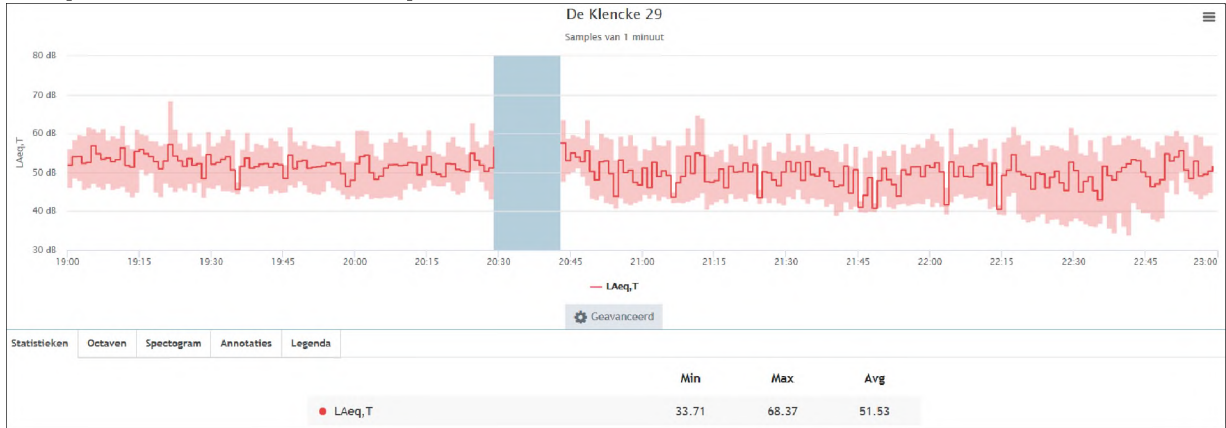 De Klencke 29
Samples van 1 minuut
80 dB
70 dB
60 dB
50 dB
40 dB
30 dB
LAeq,T
19:00 19:15 19:30 19:45 20:00 20:15 20:30 20:45 21:00 21:15 21:30 21:45 22:00 22:15 22:30 22:45 23:00
LAeq,T
Geavanceerd
Statistieken Octaven Spectogram Annotaties Legenda
Min Max Avg
LAeq,T 33.71 68.37 51.53